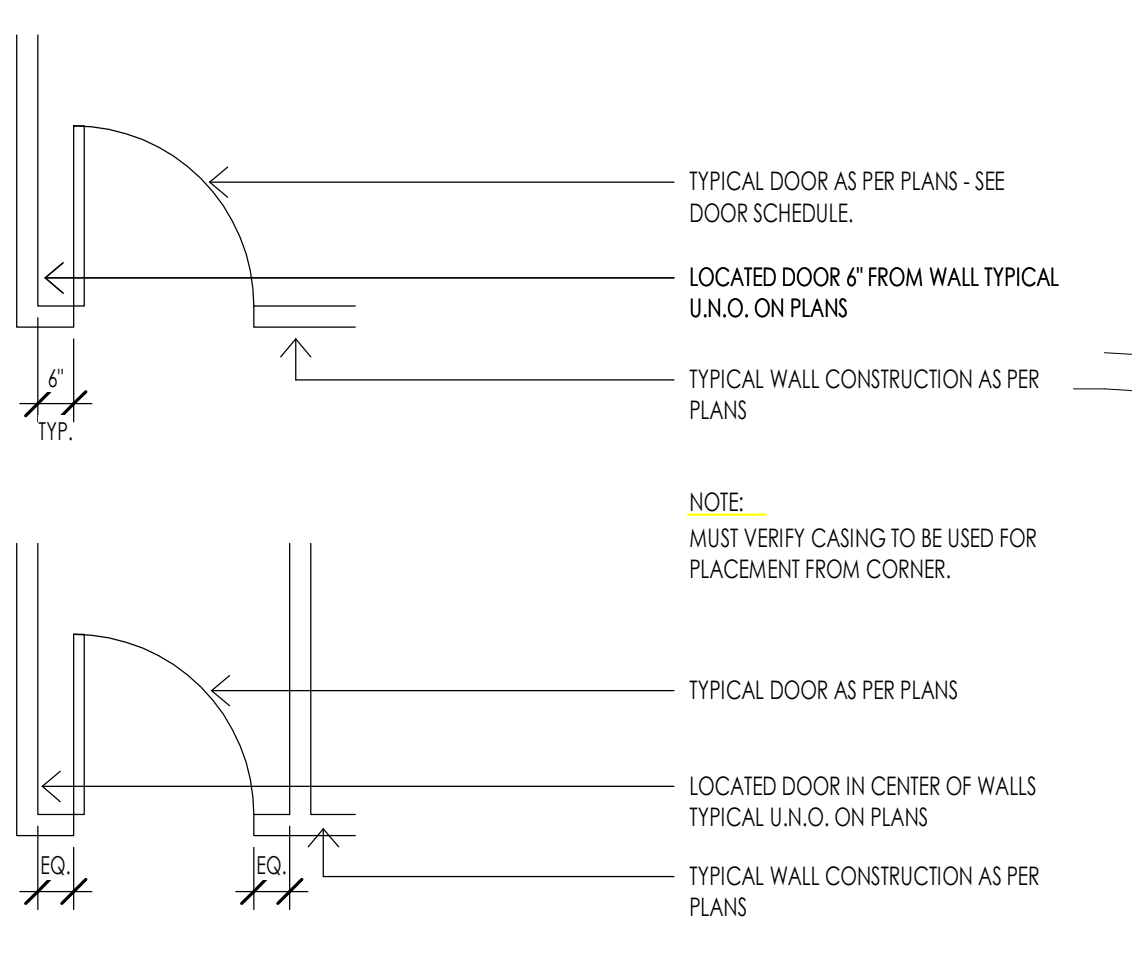 TYPICAL DOOR AS PER PLANS - SEE
DOOR SCHEDULE.
LOCATED DOOR 6" FROM WALL TYPICAL
U.N.O. ON PLANS
TYPICAL WALL CONSTRUCTION AS PER
PLANS
6"
TYP.
NOTE:
MUST VERIFY CASING TO BE USED FOR
PLACEMENT FROM CORNER.
TYPICAL DOOR AS PER PLANS
LOCATED DOOR IN CENTER OF WALLS
TYPICAL U.N.O. ON PLANS
TYPICAL WALL CONSTRUCTION AS PER
PLANS
EQ.
EQ.